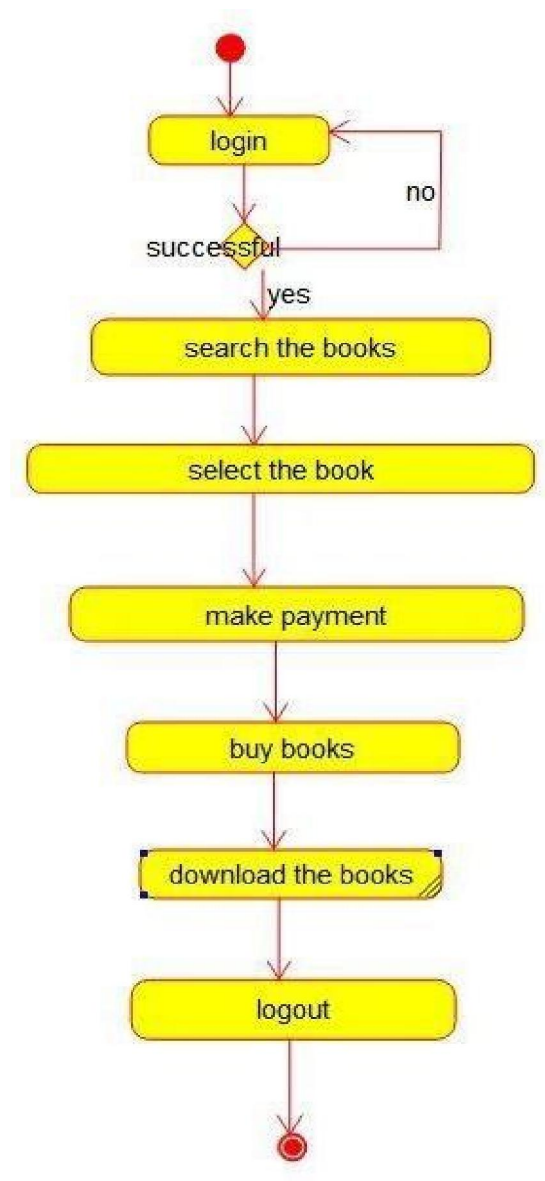 login
no
successful
yes
search the books
select the book
make payment
buy books
download the books
logout